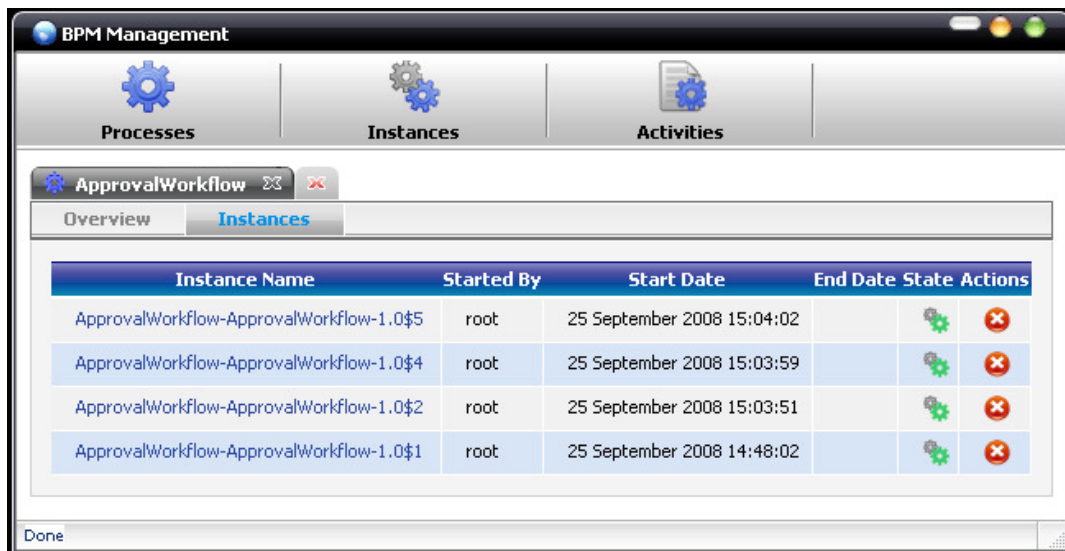 BPM Management
Processes Instances Activities
ApprovalWorkflow
Overview Instances
Instance Name Started By Start Date End Date State Actions
ApprovalWorkflow-ApprovalWorkflow-1.0$5 root 25 September 2008 15:04:02
ApprovalWorkflow-ApprovalWorkflow-1.0$4 root 25 September 2008 15:03:59
ApprovalWorkflow-ApprovalWorkflow-1.0$2 root 25 September 2008 15:03:51
ApprovalWorkflow-ApprovalWorkflow-1.0$1 root 25 September 2008 14:48:02
Done